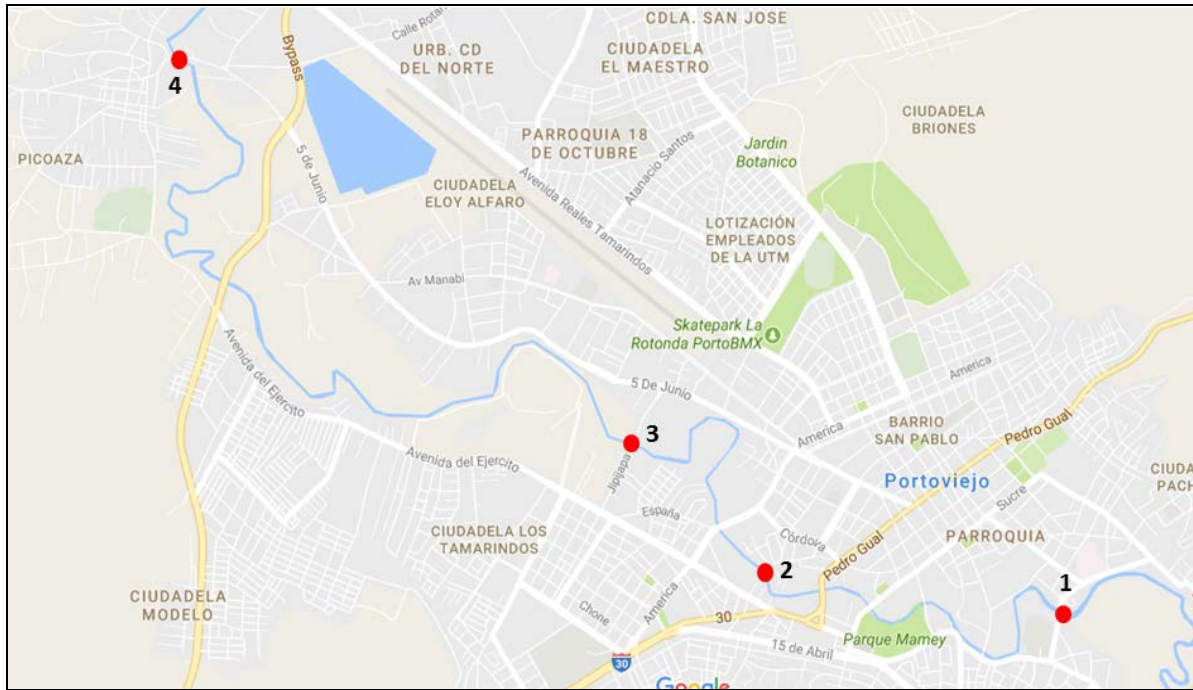 CDLA. SAN JOSE
Calle Rotar
URB. CD
DEL NORTE
CIUDADELA
EL MAESTRO
Bypass
4
PICOAZA
5 de Junio
PARROQUIA 18
DE OCTUBRE
Atanacio Santos
Jardin
Botanico
CIUDADELA
BRIONES
CIUDADELA
ELOY ALFARO
Avenida Reales Tamarindos
LOTIZACIÓN
EMPLEADOS
DE LA UTM
Av Manabí
Skatepark La
Rotonda PortoBMX
Avenida del Ejercito
5 De Junio
America
America
BARRIO
SAN PABLO
Pedro Gual
3
Avenida del Ejercito
Jipijapa
Portoviejo
CIUDA
PACH
Sucre
España
CIUDADELA LOS
TAMARINDOS
Córdova
PARROQUIA
Pedro Gual
2
1
CIUDADELA
MODELO
Chone
America
30
15 de Abril
Parque Mamey
30
Google